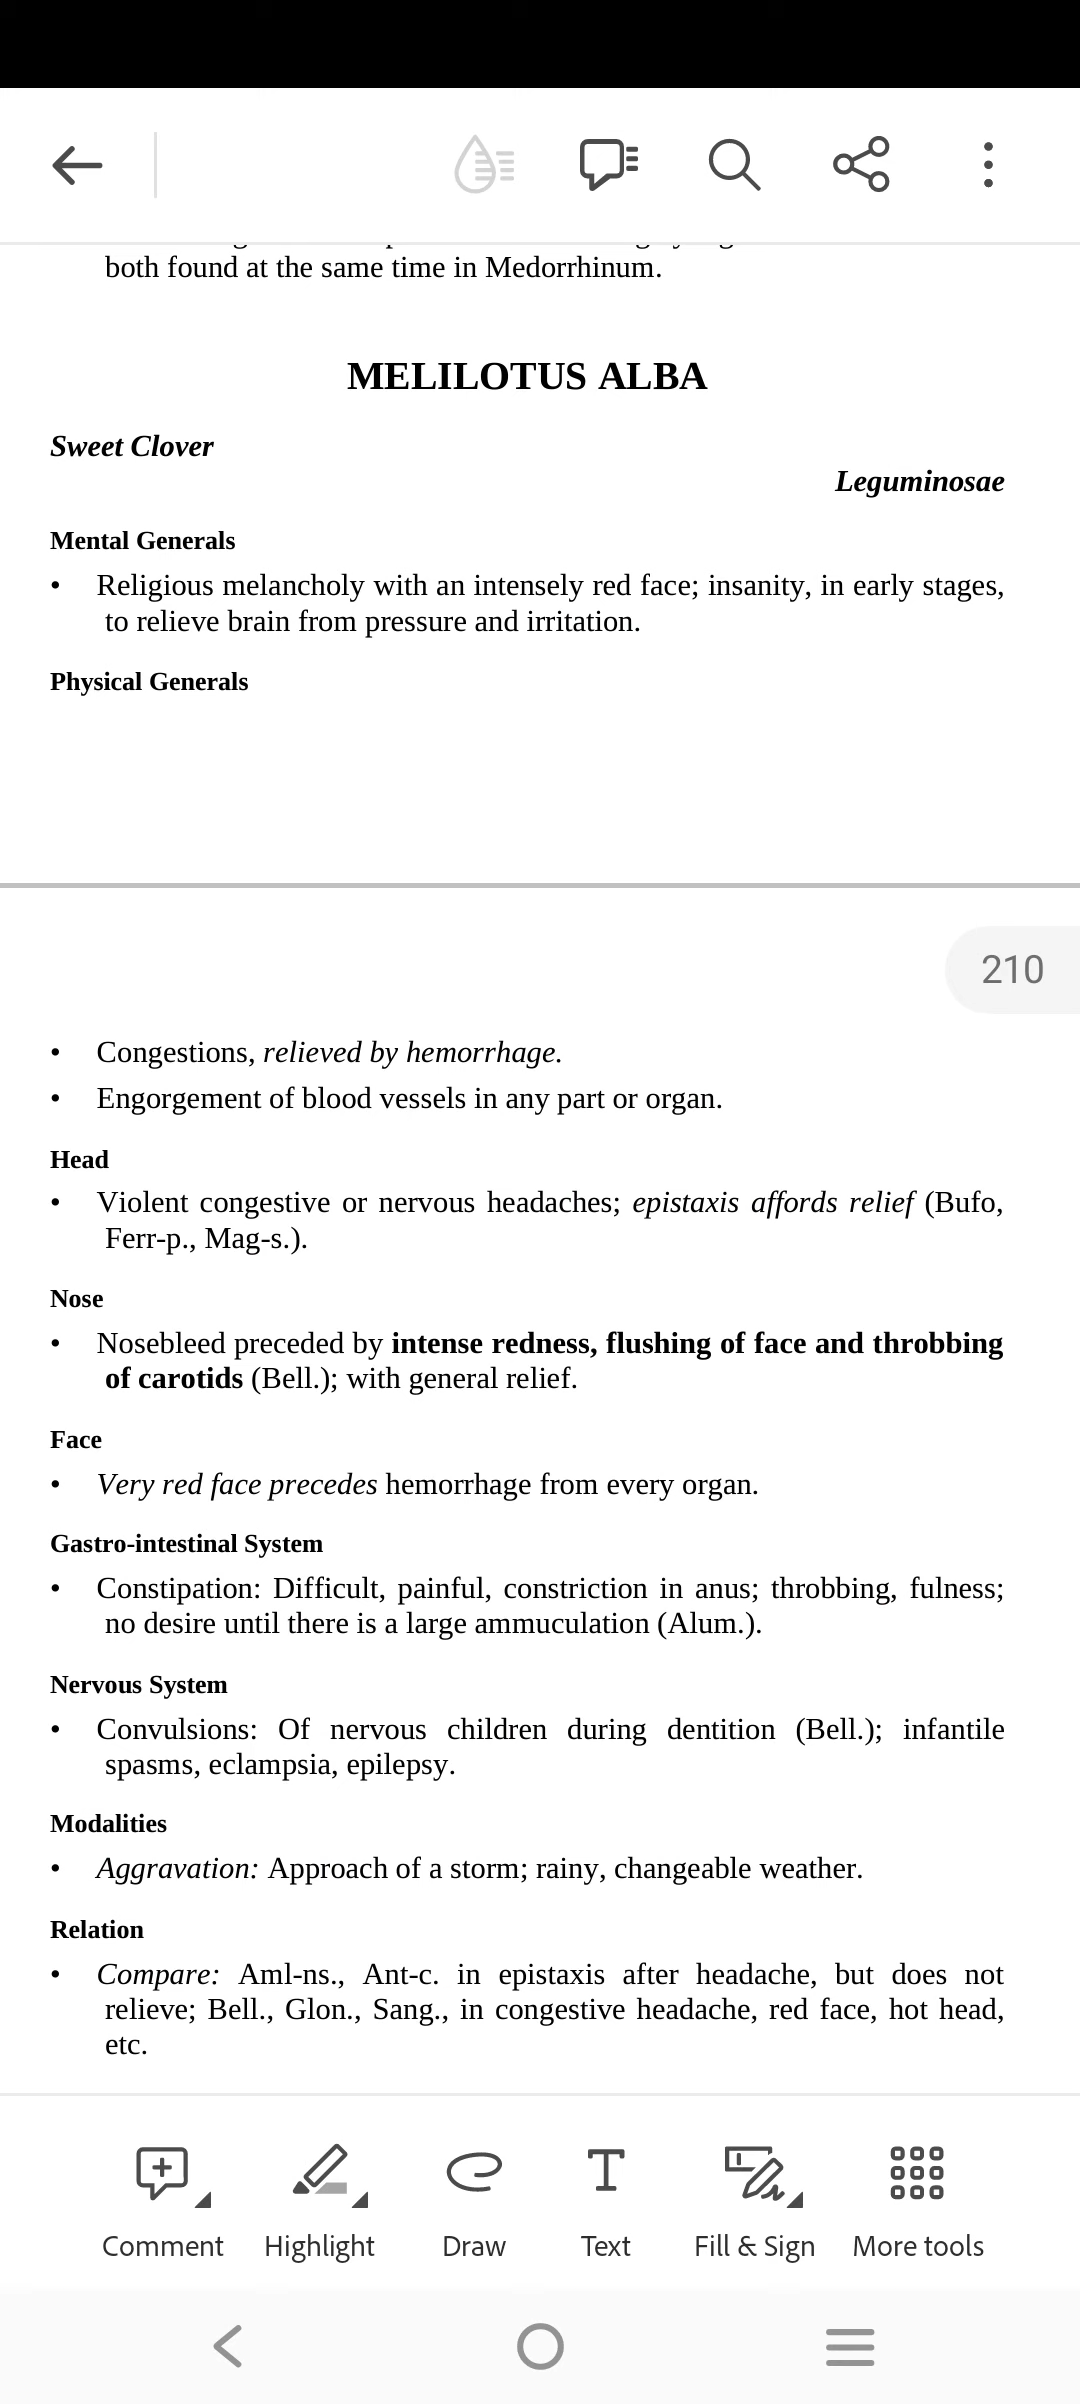 both found at the same time in Medorrhinum.
MELILOTUS ALBA
Sweet Clover
Leguminosae
Mental Generals
• Religious melancholy with an intensely red face; insanity, in early stages,
to relieve brain from pressure and irritation.
Physical Generals
210
• Congestions, relieved by hemorrhage.
• Engorgement of blood vessels in any part or organ.
Head
• Violent congestive or nervous headaches; epistaxis affords relief (Bufo,
Ferr-p., Mag-s.).
Nose
• Nosebleed preceded by intense redness, flushing of face and throbbing
of carotids (Bell.); with general relief.
Face
• Very red face precedes hemorrhage from every organ.
Gastro-intestinal System
• Constipation: Difficult, painful, constriction in anus; throbbing, fulness;
no desire until there is a large ammuculation (Alum.).
Nervous System
• Convulsions: Of nervous children during dentition (Bell.); infantile
spasms, eclampsia, epilepsy.
Modalities
• Aggravation: Approach of a storm; rainy, changeable weather.
Relation
• Compare: Aml-ns., Ant-c. in epistaxis after headache, but does not
relieve; Bell., Glon., Sang., in congestive headache, red face, hot head,
etc.
Comment Highlight Draw Text Fill & Sign More tools